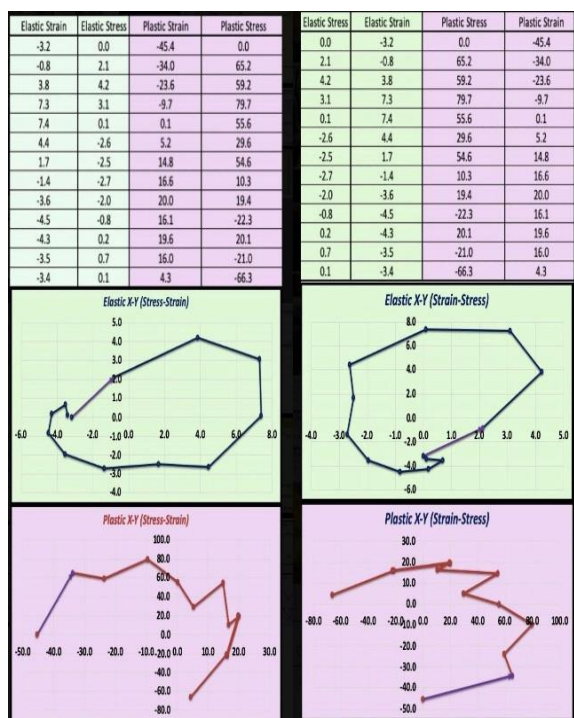 Elastic Strain Elastic Stress Plastic Strain Plastic Stress
-3.2 0.0 -45.4 0.0
-0.8 2.1 -34.0 65.2
3.8 4.2 -23.6 59.2
7.3 3.1 -9.7 79.7
7.4 0.1 0.1 55.6
4.4 -2.6 5.2 29.6
1.7 -2.5 14.8 54.6
-1.4 -2.7 16.6 10.3
-3.6 -2.0 20.0 19.4
-4.5 -0.8 16.1 -22.3
-4.3 0.2 19.6 20.1
-3.5 0.7 16.0 -21.0
-3.4 0.1 4.3 -66.3
Elastic Stress Elastic Strain Plastic Stress Plastic Strain
0.0 -3.2 0.0 -45.4
2.1 -0.8 65.2 -34.0
4.2 3.8 59.2 -23.6
3.1 7.3 79.7 -9.7
0.1 7.4 55.6 0.1
-2.6 4.4 29.6 5.2
-2.5 1.7 54.6 14.8
-2.7 -1.4 10.3 16.6
-2.0 -3.6 19.4 20.0
-0.8 -4.5 -22.3 16.1
0.2 -4.3 20.1 19.6
0.7 -3.5 -21.0 16.0
0.1 -3.4 -66.3 4.3
Elastic X-Y (Stress-Strain)
5.0
4.0
3.0
2.0
1.0
0.0
-6.0 -4.0 -2.0 -1.0 0.0 2.0 4.0 6.0 8.0
-2.0
-3.0
-4.0
Elastic X-Y (Strain-Stress)
8.0
6.0
4.0
2.0
0.0
-4.0 -3.0 -2.0 -1.0 0.0 1.0 2.0 3.0 4.0 5.0
-2.0
-4.0
-6.0
Plastic X-Y (Stress-Strain)
100.0
80.0
60.0
40.0
20.0
0.0
-50.0 -40.0 -30.0 -20.0 -10.0 0.0 10.0 20.0 30.0
-20.0
-40.0
-60.0
-80.0
Plastic X-Y (Strain-Stress)
30.0
20.0
10.0
0.0
-80.0 -60.0 -40.0 -20.0 0.0 20.0 40.0 60.0 80.0 100.0
-10.0
-20.0
-30.0
-40.0
-50.0